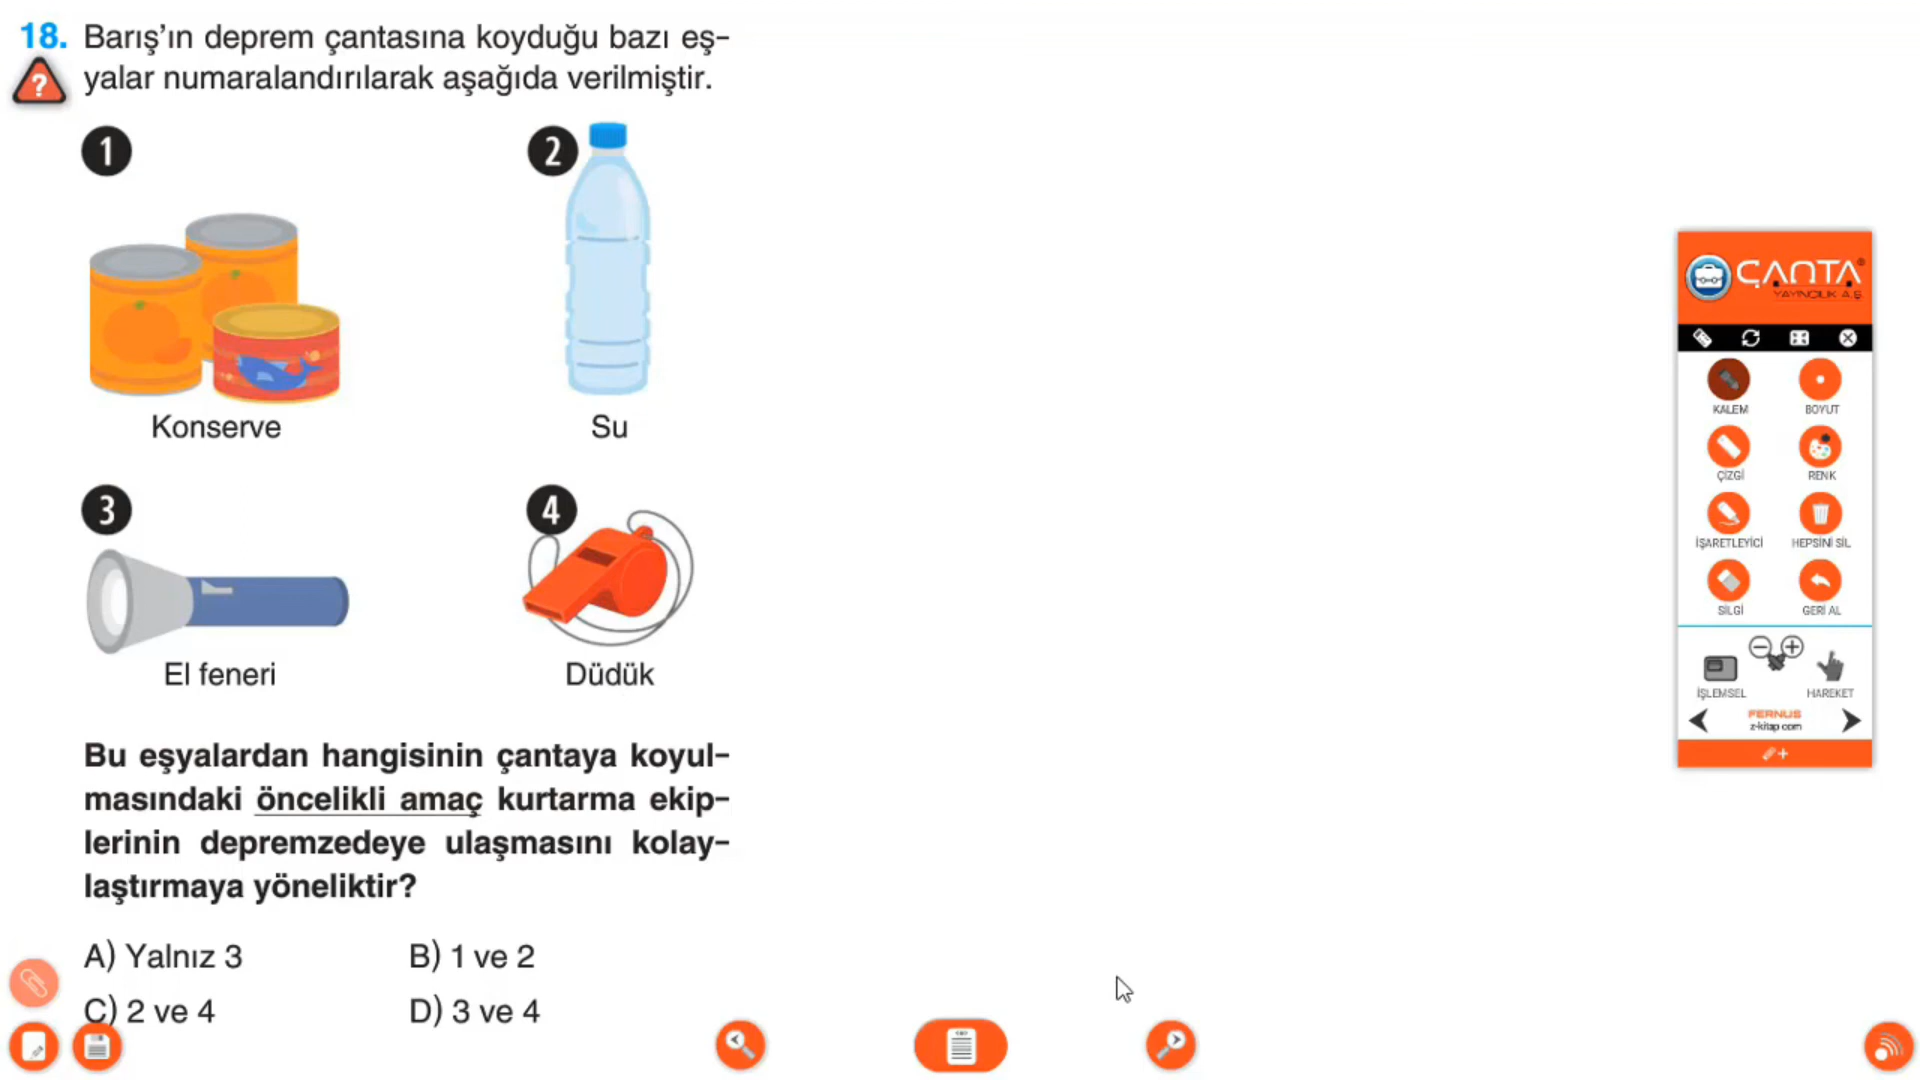 18. Barış'ın deprem çantasına koyduğu bazı eş-
yalar numaralandırılarak aşağıda verilmiştir.
1
2
Konserve
Su
3
4
El feneri
Düdük
Bu eşyalardan hangisinin çantaya koyul-
masındaki öncelikli amaç kurtarma ekip-
lerinin depremzedeye ulaşmasını kolay-
laştırmaya yöneliktir?
A) Yalnız 3
B) 1 ve 2
C) 2 ve 4
D) 3 ve 4
ÇANTA
YAYINCILIK A.Ş
KALEM
BOYUT
ÇİZGİ
RENK
İŞARETLEYİCİ
HEPSİNİ SİL
SİLGİ
GERİ AL
İŞLEMSEL
HAREKET
FERNUS
z-kitap.com